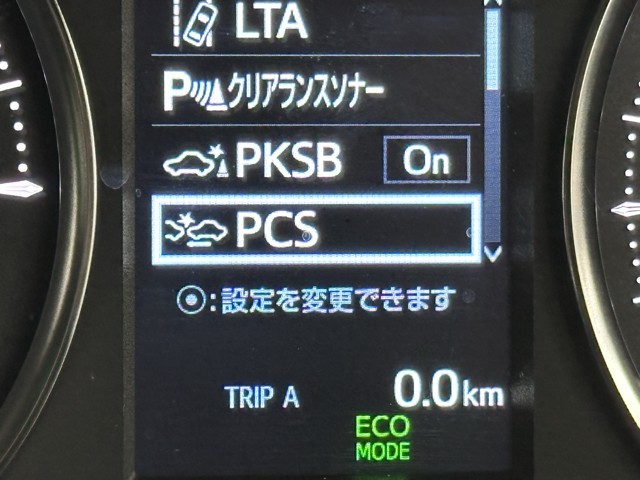 LTA
P クリアランスソナー
PKSB On
PCS
◉:設定を変更できます
TRIP A 0.0km
ECO
MODE